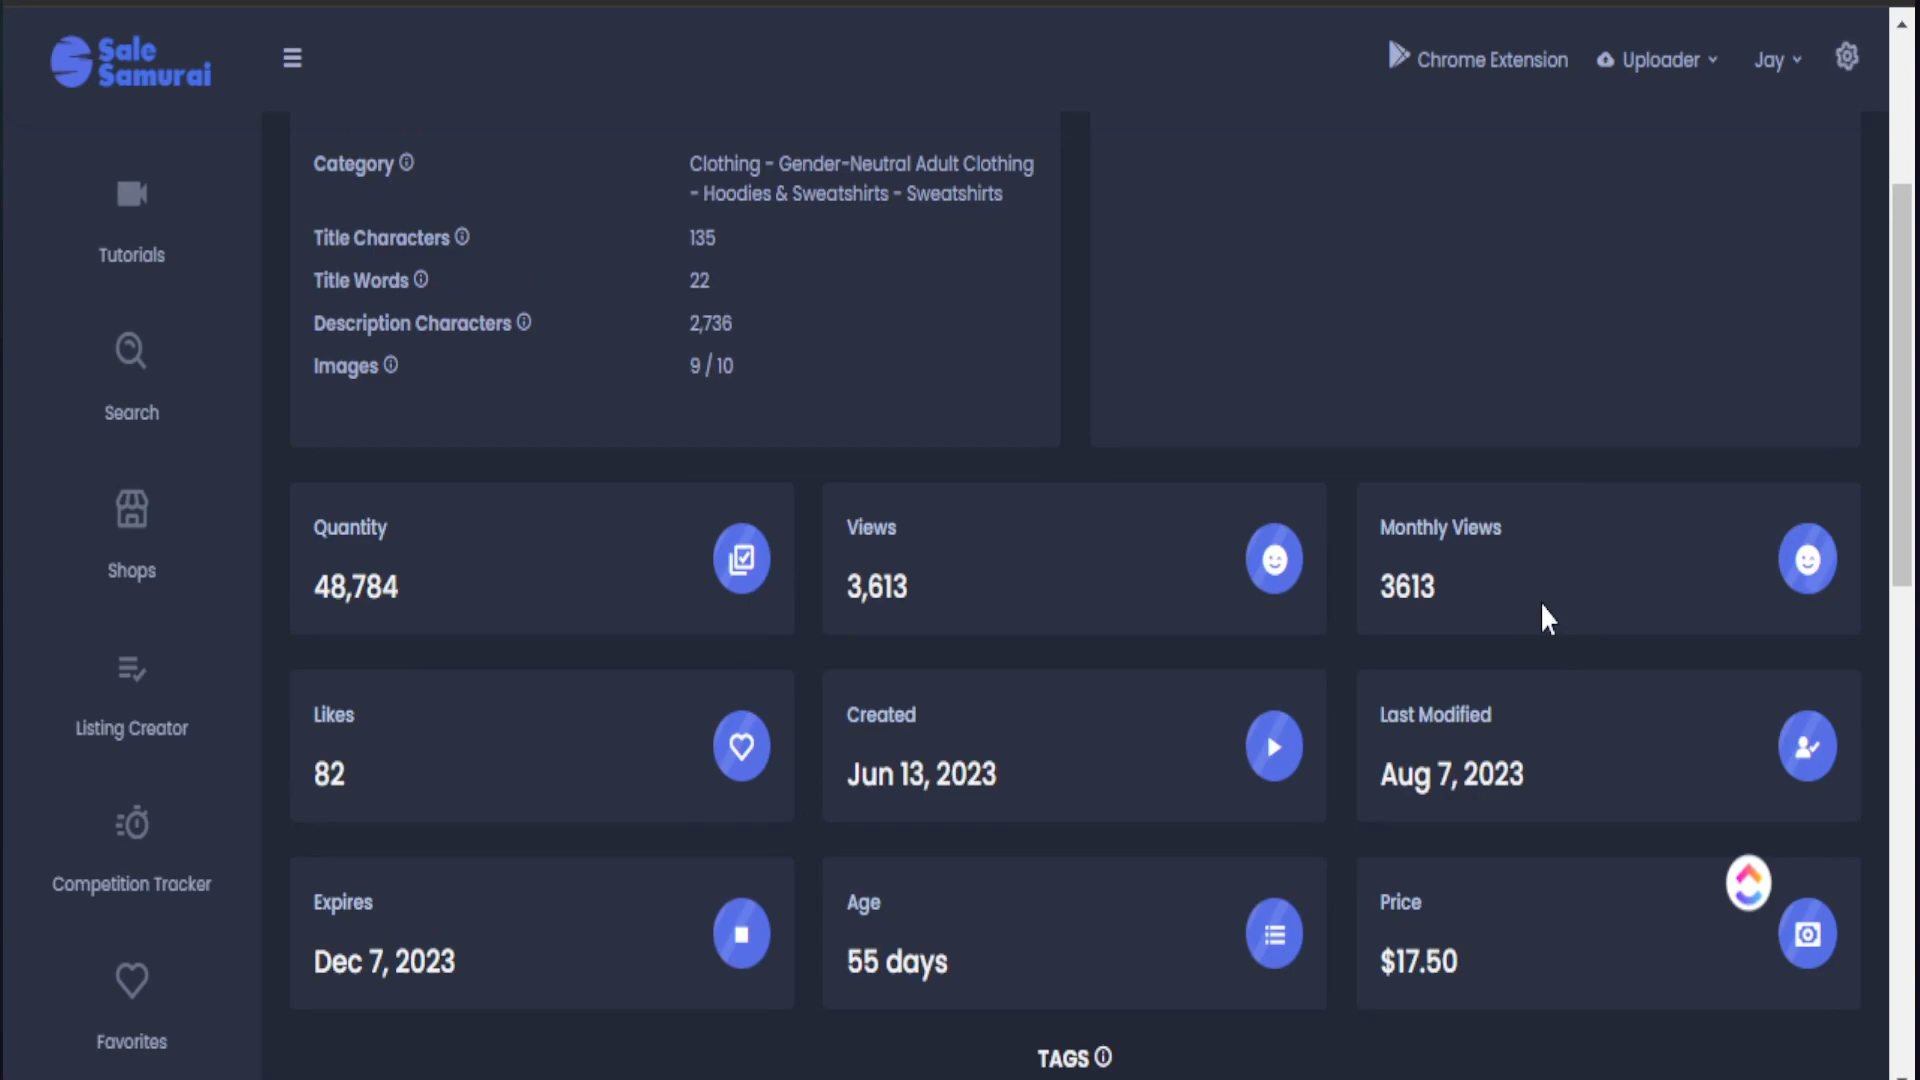 Sale
Samurai
Chrome Extension
Uploader
Jay
Tutorials
Search
Shops
Listing Creator
Competition Tracker
Favorites
Category
Clothing - Gender-Neutral Adult Clothing
- Hoodies & Sweatshirts - Sweatshirts
Title Characters
135
Title Words
22
Description Characters
2,736
Images
9 / 10
Quantity
48,784
Views
3,613
Monthly Views
3613
Likes
82
Created
Jun 13, 2023
Last Modified
Aug 7, 2023
Expires
Dec 7, 2023
Age
55 days
Price
$17.50
TAGS